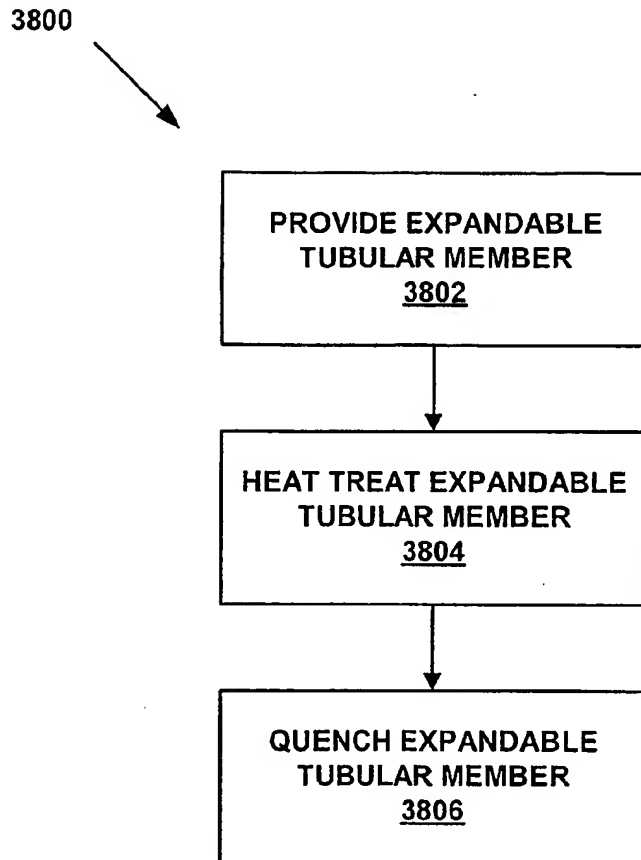 3800
PROVIDE EXPANDABLE
TUBULAR MEMBER
3802
HEAT TREAT EXPANDABLE
TUBULAR MEMBER
3804
QUENCH EXPANDABLE
TUBULAR MEMBER
3806